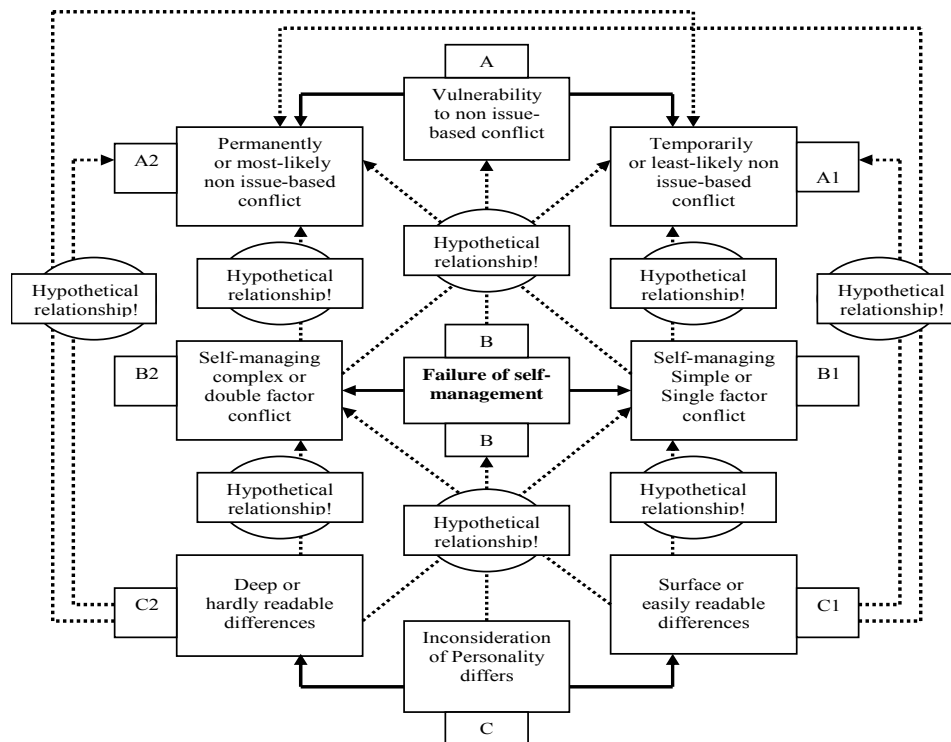 A
Vulnerability
to non issue-
based conflict
A2
Permanently
or most-likely
non issue-based
conflict
Temporarily
or least-likely non
issue-based
conflict
A1
Hypothetical
relationship!
Hypothetical
relationship!
Hypothetical
relationship!
Hypothetical
relationship!
Hypothetical
relationship!
B2
Self-managing
complex or
double factor
conflict
B
Failure of self-
management
B
Self-managing
Simple or
Single factor
conflict
B1
Hypothetical
relationship!
Hypothetical
relationship!
Hypothetical
relationship!
C2
Deep or
hardly readable
differences
Surface or
easily readable
differences
C1
Inconsideration
of Personality
differs
C